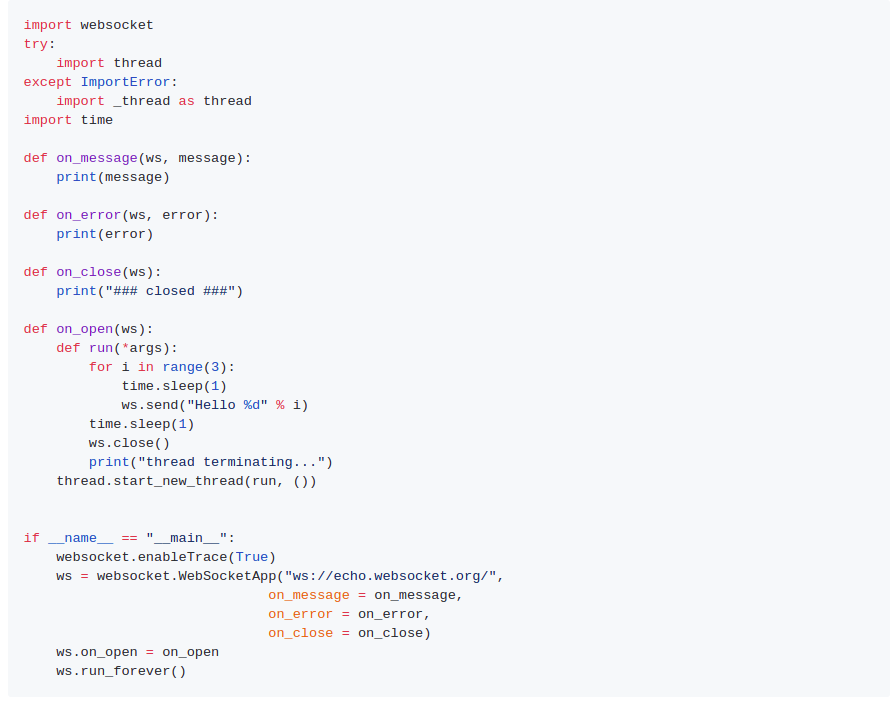 import websocket
try:
    import thread
except ImportError:
    import _thread as thread
import time

def on_message(ws, message):
    print(message)

def on_error(ws, error):
    print(error)

def on_close(ws):
    print("### closed ###")

def on_open(ws):
    def run(*args):
        for i in range(3):
            time.sleep(1)
            ws.send("Hello %d" % i)
        time.sleep(1)
        ws.close()
        print("thread terminating...")
    thread.start_new_thread(run, ())


if __name__ == "__main__":
    websocket.enableTrace(True)
    ws = websocket.WebSocketApp("ws://echo.websocket.org/",
                              on_message = on_message,
                              on_error = on_error,
                              on_close = on_close)
    ws.on_open = on_open
    ws.run_forever()